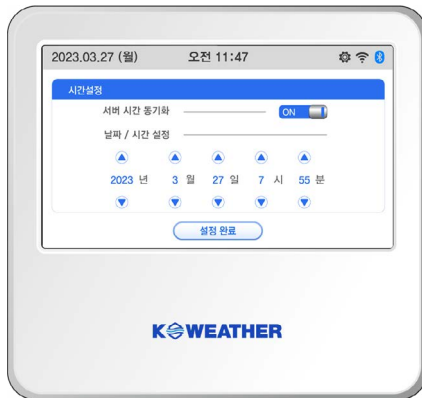 2023.03.27 (월) 오전 11:47
시간설정
서버 시간 동기화 ON
날짜 / 시간 설정
2023 년 3 월 27 일 7 시 55 분
설정 완료
KWEATHER